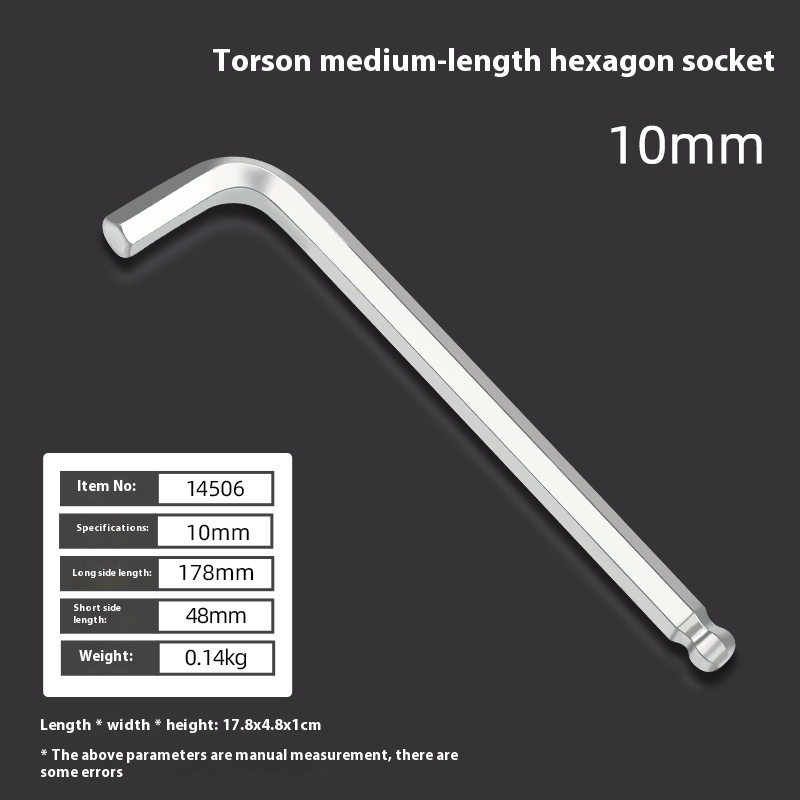 Torson medium-length hexagon socket
10mm
Item No: 14506
Specifications: 10mm
Long side length: 178mm
Short side
length: 48mm
Weight: 0.14kg
Length * width * height: 17.8x4.8x1cm
* The above parameters are manual measurement, there are
some errors